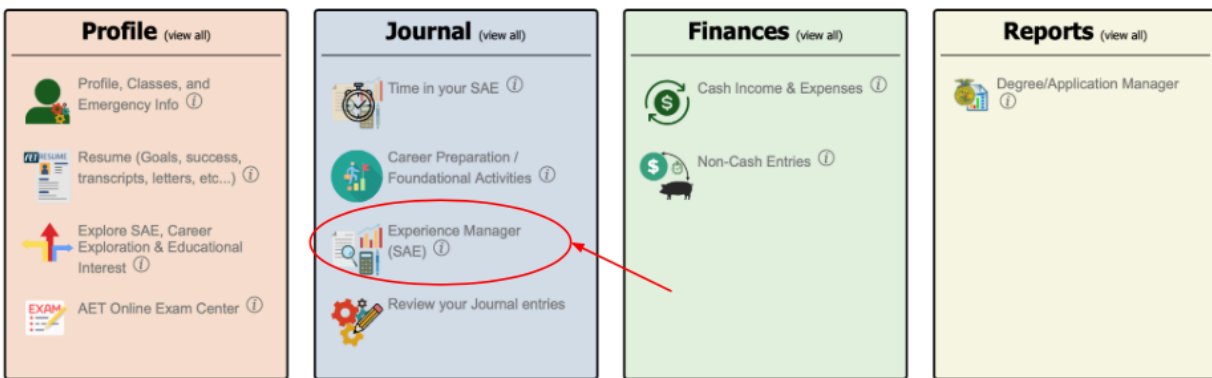 Profile (view all)
Profile, Classes, and
Emergency Info
RESUME
Resume (Goals, success,
transcripts, letters, etc...)
Explore SAE, Career
Exploration & Educational
Interest
EXAM
AET Online Exam Center
Journal (view all)
Time in your SAE
Career Preparation /
Foundational Activities
Experience Manager
(SAE)
Review your Journal entries
Finances (view all)
Cash Income & Expenses
Non-Cash Entries
Reports (view all)
Degree/Application Manager